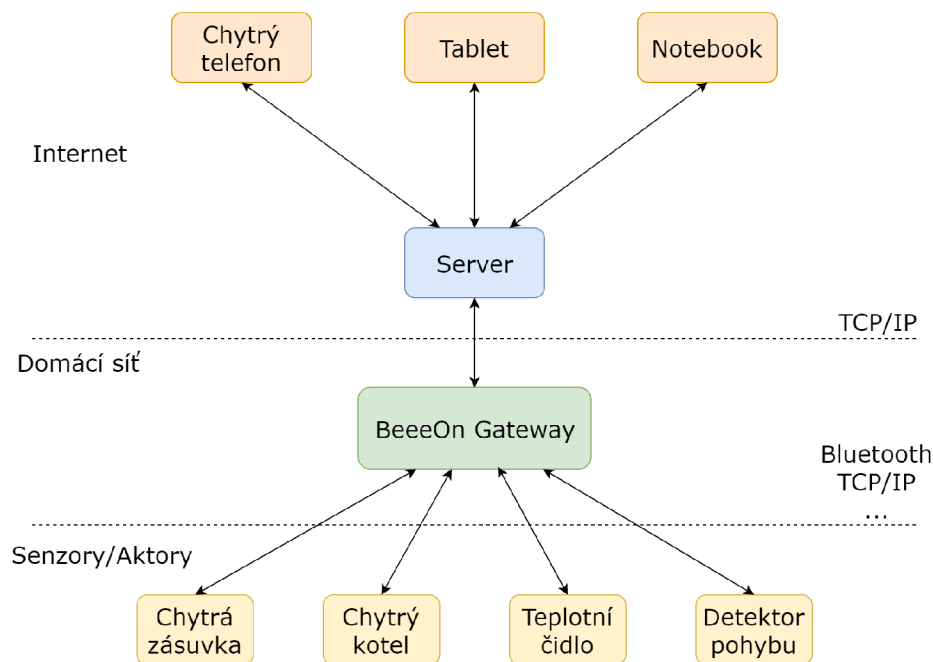 Chytrý
telefon
Tablet
Notebook
Internet
Server
TCP/IP
Domácí síť
BeeeOn Gateway
Bluetooth
TCP/IP
...
Senzory/Aktory
Chytrá
zásuvka
Chytrý
kotel
Teplotní
čidlo
Detektor
pohybu